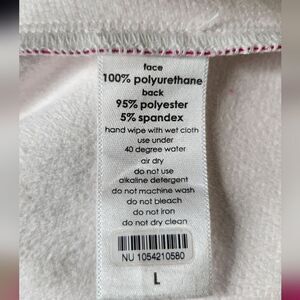 face
100% polyurethane
back
95% polyester
5% spandex
hand wipe with wet cloth
use under
40 degree water
air dry
do not use
alkaline detergent
do not machine wash
do not bleach
do not iron
do not dry clean
NU 1054210580
L